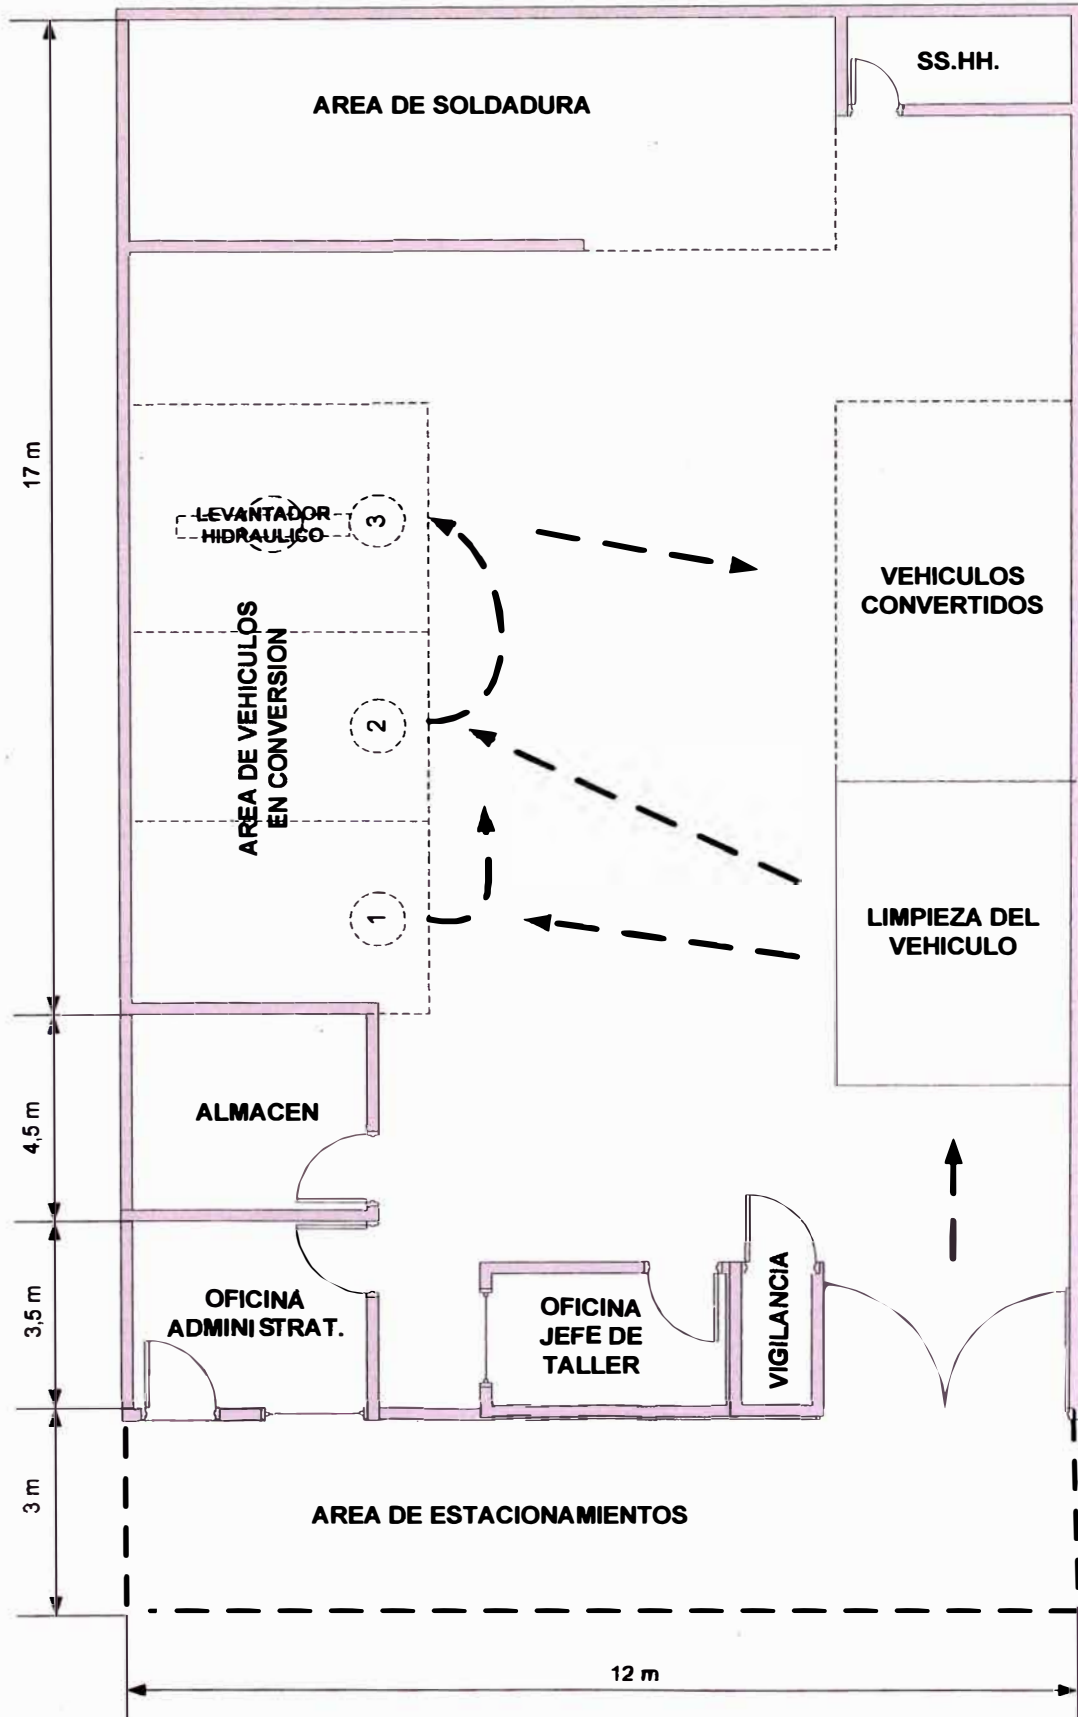 SS.HH.
AREA DE SOLDADURA
17 m
LEVANTADOR
HIDRAULICO
3
VEHICULOS
CONVERTIDOS
AREA DE VEHICULOS
EN CONVERSION
2
1
LIMPIEZA DEL
VEHICULO
4,5 m
ALMACEN
3,5 m
OFICINA
ADMINISTRAT.
OFICINA
JEFE DE
TALLER
VIGILANCIA
3 m
AREA DE ESTACIONAMIENTOS
12 m